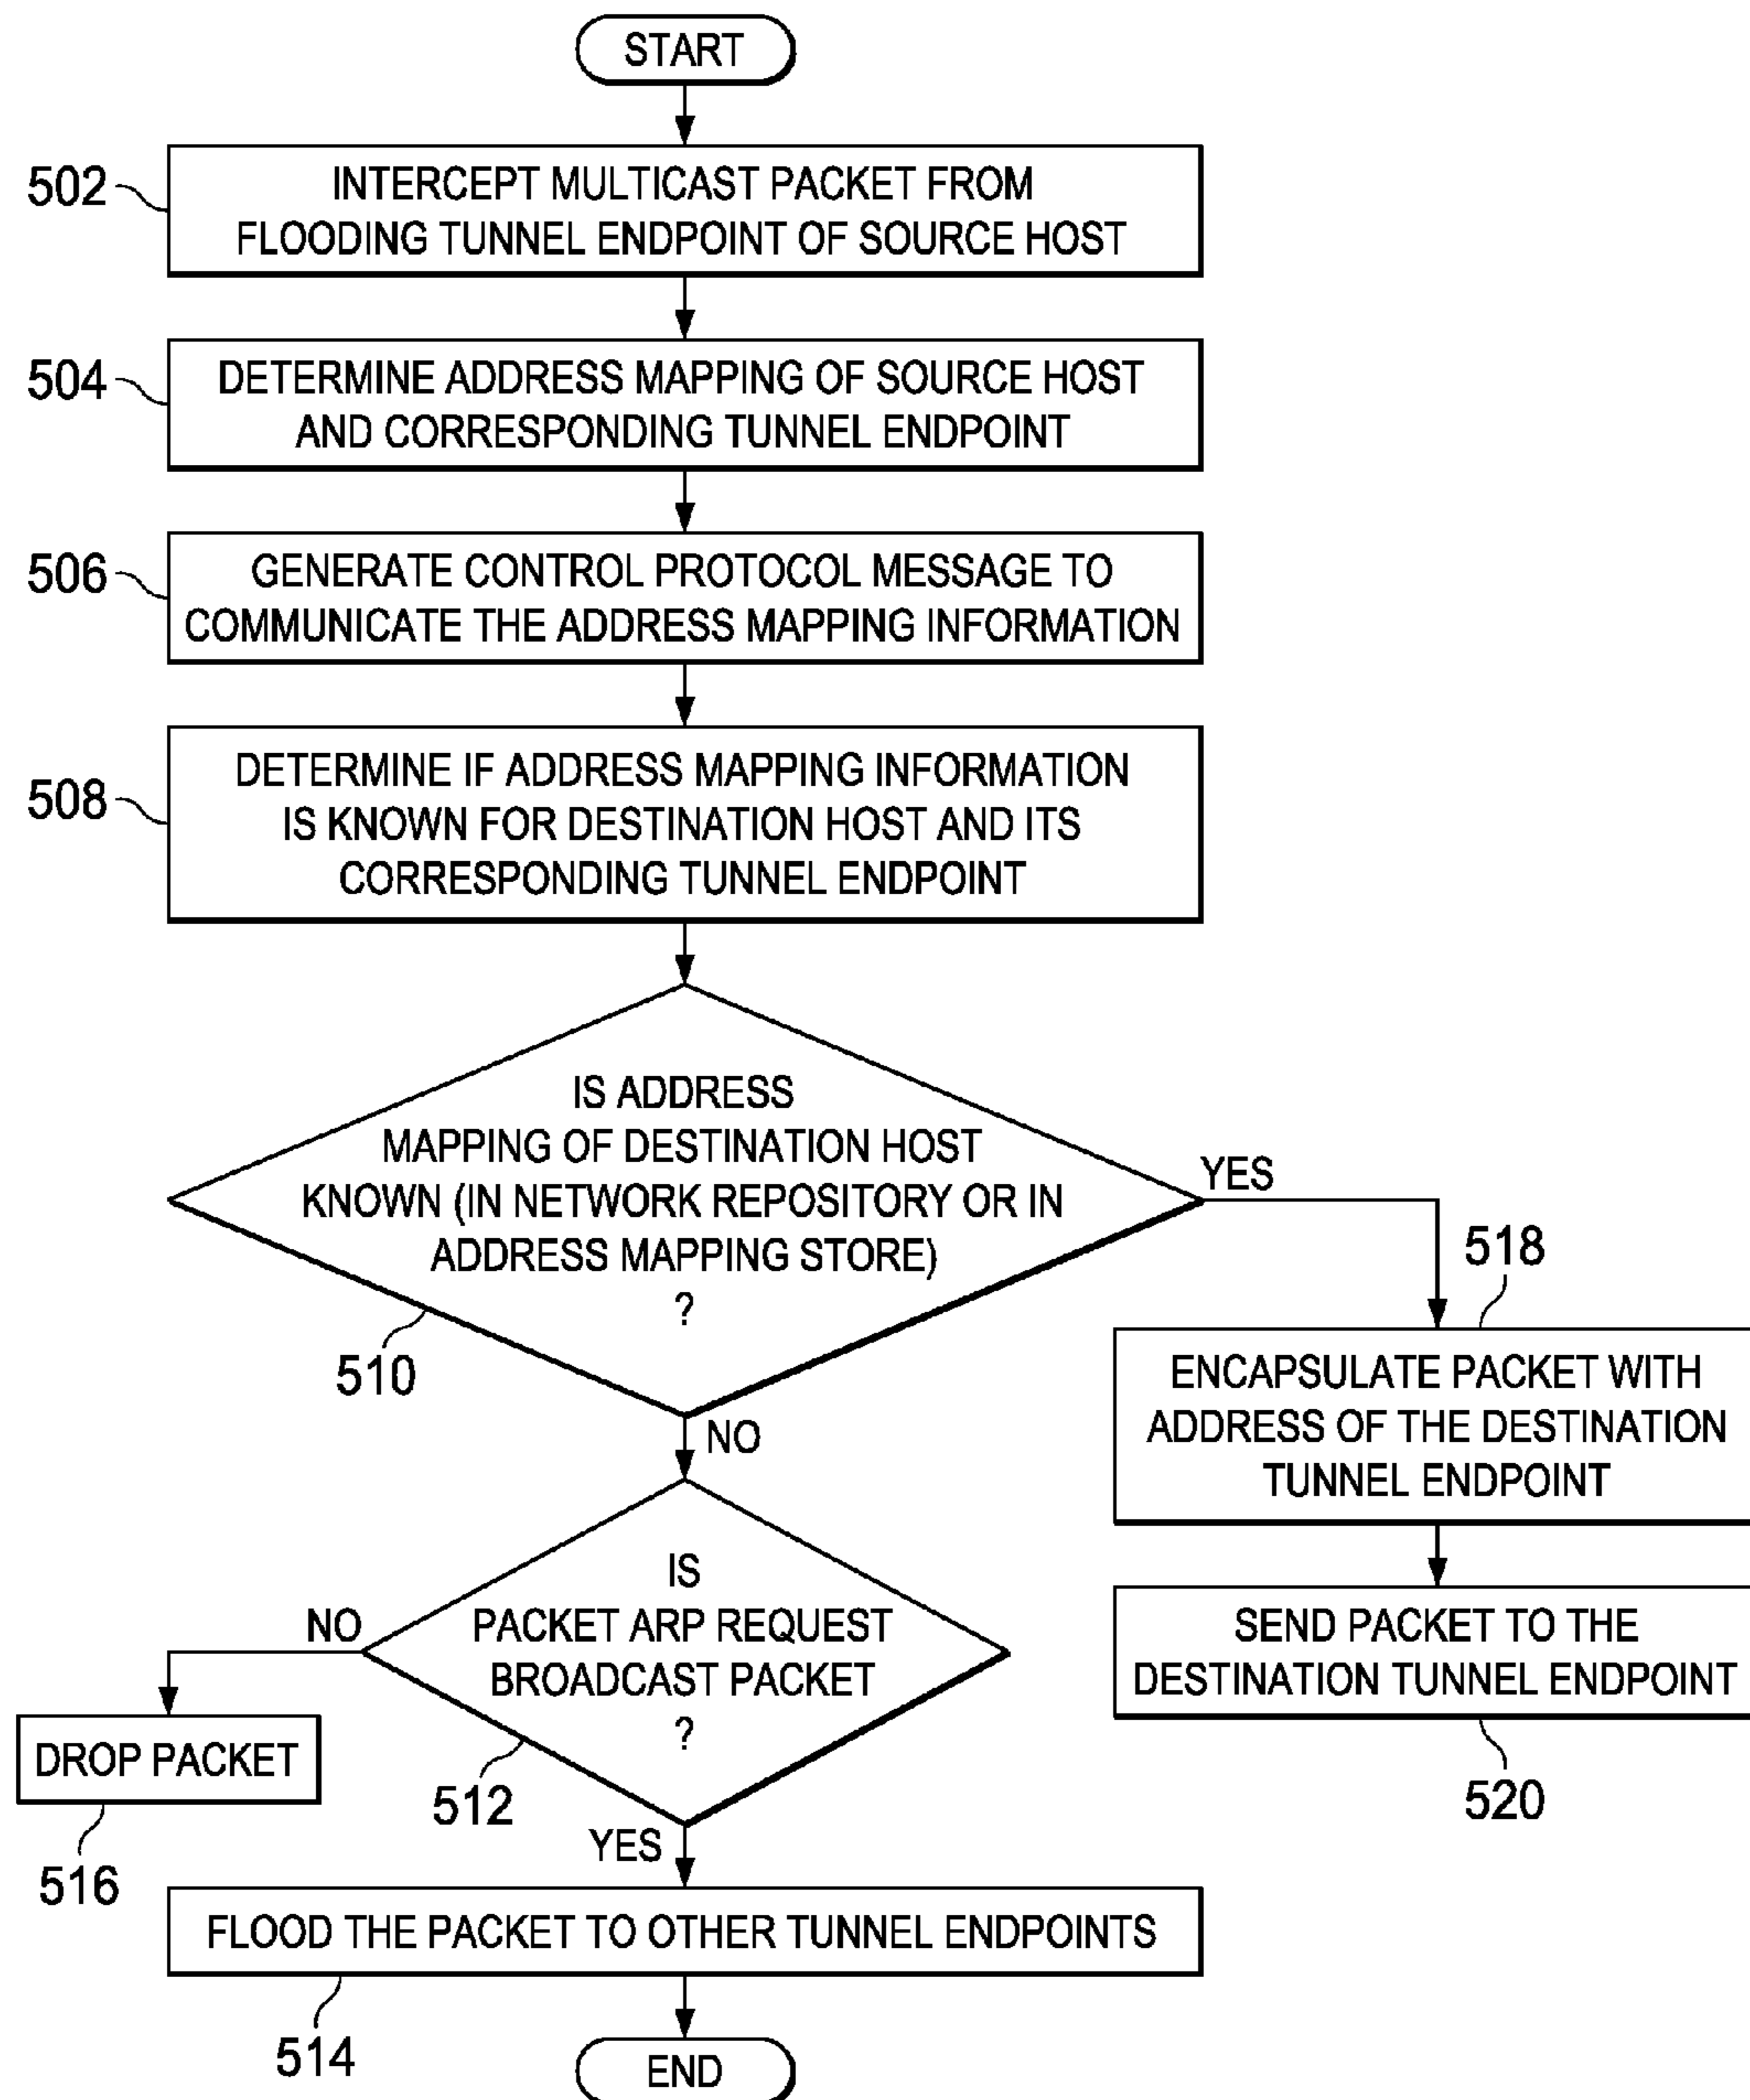 START
502
INTERCEPT MULTICAST PACKET FROM
FLOODING TUNNEL ENDPOINT OF SOURCE HOST
504
DETERMINE ADDRESS MAPPING OF SOURCE HOST
AND CORRESPONDING TUNNEL ENDPOINT
506
GENERATE CONTROL PROTOCOL MESSAGE TO
COMMUNICATE THE ADDRESS MAPPING INFORMATION
508
DETERMINE IF ADDRESS MAPPING INFORMATION
IS KNOWN FOR DESTINATION HOST AND ITS
CORRESPONDING TUNNEL ENDPOINT
IS ADDRESS
MAPPING OF DESTINATION HOST
KNOWN (IN NETWORK REPOSITORY OR IN
ADDRESS MAPPING STORE)
?
510
YES
518
ENCAPSULATE PACKET WITH
ADDRESS OF THE DESTINATION
TUNNEL ENDPOINT
SEND PACKET TO THE
DESTINATION TUNNEL ENDPOINT
520
NO
IS
PACKET ARP REQUEST
BROADCAST PACKET
?
512
NO
DROP PACKET
516
YES
FLOOD THE PACKET TO OTHER TUNNEL ENDPOINTS
514
END